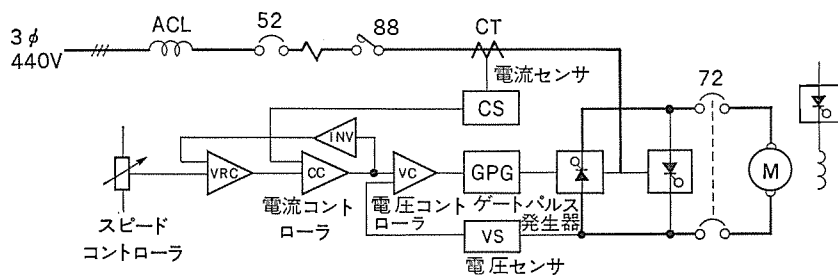 3φ
440V
ACL
52
88
CT
電流センサ
CS
72
INV
VRC
CC
VC
GPG
M
スピード
コントローラ
電流コント
ローラ
電圧コント
ローラ
ゲートパルス
発生器
VS
電圧センサ